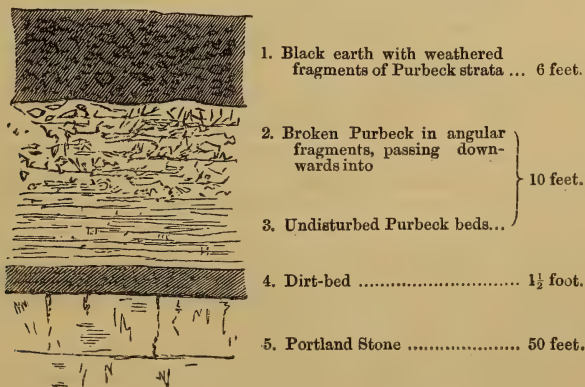 1. Black earth with weathered
fragments of Purbeck strata ... 6 feet.
2. Broken Purbeck in angular
fragments, passing down-
wards into
10 feet.
3. Undisturbed Purbeck beds...
4. Dirt-bed ........................ 1½ foot.
5. Portland Stone ..................... 50 feet.